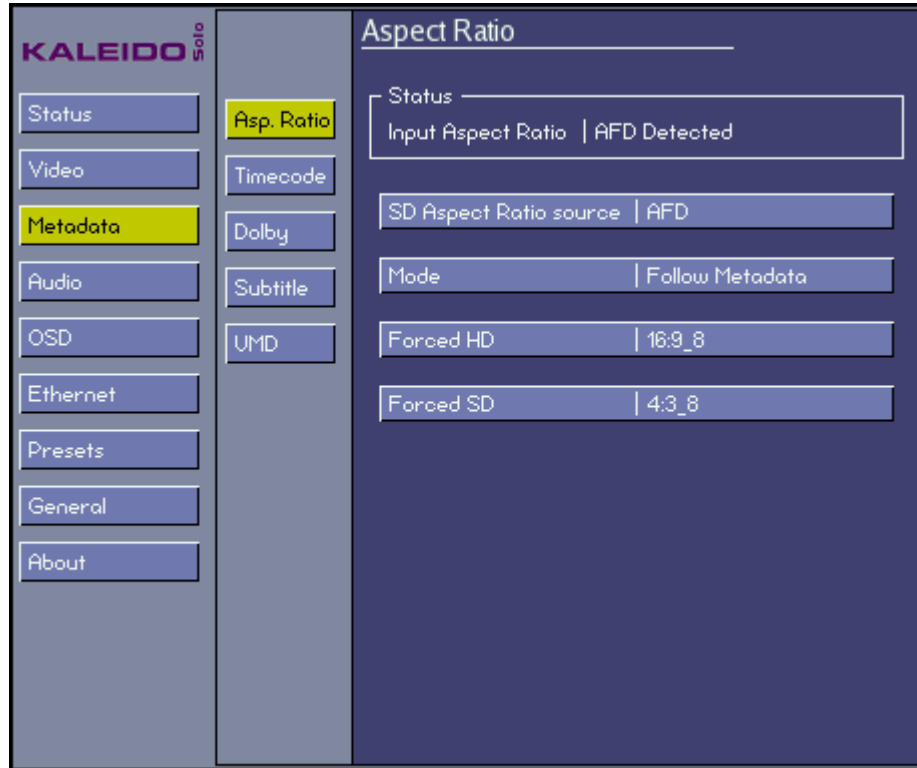 KALEIDO Solo
Status
Video
Metadata
Audio
OSD
Ethernet
Presets
General
About
Asp. Ratio
Timecode
Dolby
Subtitle
UMD
Aspect Ratio
Status
Input Aspect Ratio | AFD Detected
SD Aspect Ratio source | AFD
Mode | Follow Metadata
Forced HD | 16:9_8
Forced SD | 4:3_8